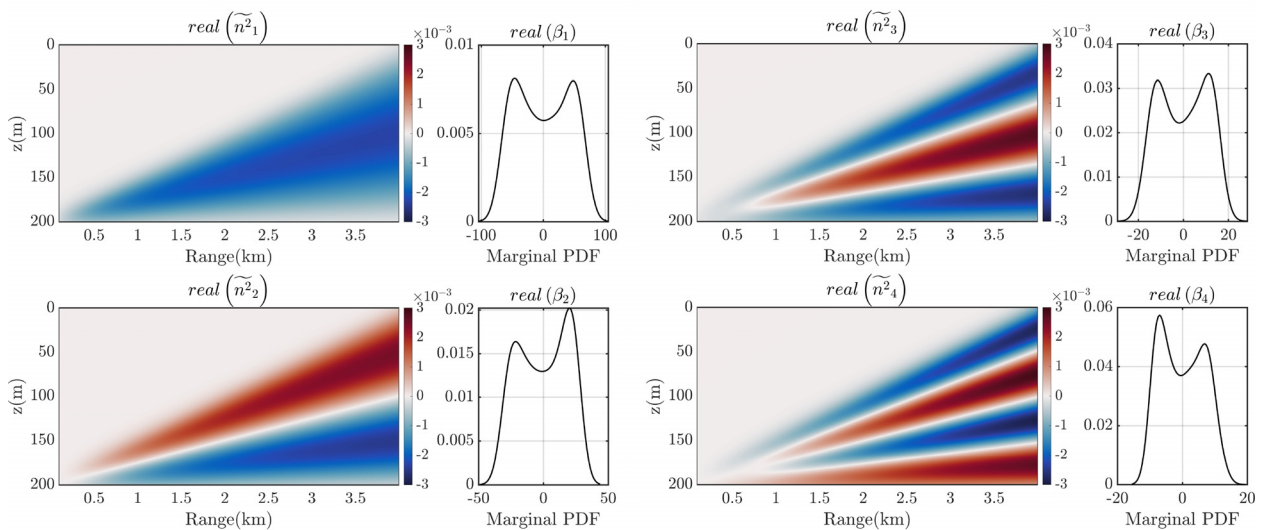 real (ñ²₁)
×10⁻³
z(m)
0
50
100
150
200
0.5 1 1.5 2 2.5 3 3.5
Range(km)
3
2
1
0
-1
-2
-3
real (β₁)
0.01
0.005
0
-100 0 100
Marginal PDF
real (ñ²₃)
×10⁻³
z(m)
0
50
100
150
200
0.5 1 1.5 2 2.5 3 3.5
Range(km)
3
2
1
0
-1
-2
-3
real (β₃)
0.04
0.03
0.02
0.01
0
-20 0 20
Marginal PDF
real (ñ²₂)
×10⁻³
z(m)
0
50
100
150
200
0.5 1 1.5 2 2.5 3 3.5
Range(km)
3
2
1
0
-1
-2
-3
real (β₂)
0.02
0.015
0.01
0.005
0
-50 0 50
Marginal PDF
real (ñ²₄)
×10⁻³
z(m)
0
50
100
150
200
0.5 1 1.5 2 2.5 3 3.5
Range(km)
3
2
1
0
-1
-2
-3
real (β₄)
0.06
0.04
0.02
0
-20 0 20
Marginal PDF